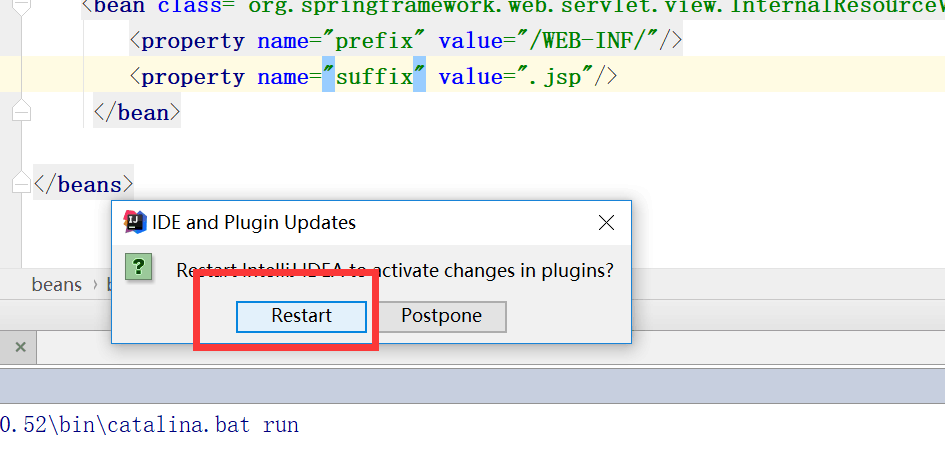 <bean class="org.springframework.web.servlet.view.InternalResourceV
<property name="prefix" value="/WEB-INF/"/>
<property name="suffix" value=".jsp"/>
</bean>
</beans>
IDE and Plugin Updates
Restart IntelliJ IDEA to activate changes in plugins?
Restart Postpone
beans ›
0.52\bin\catalina.bat run